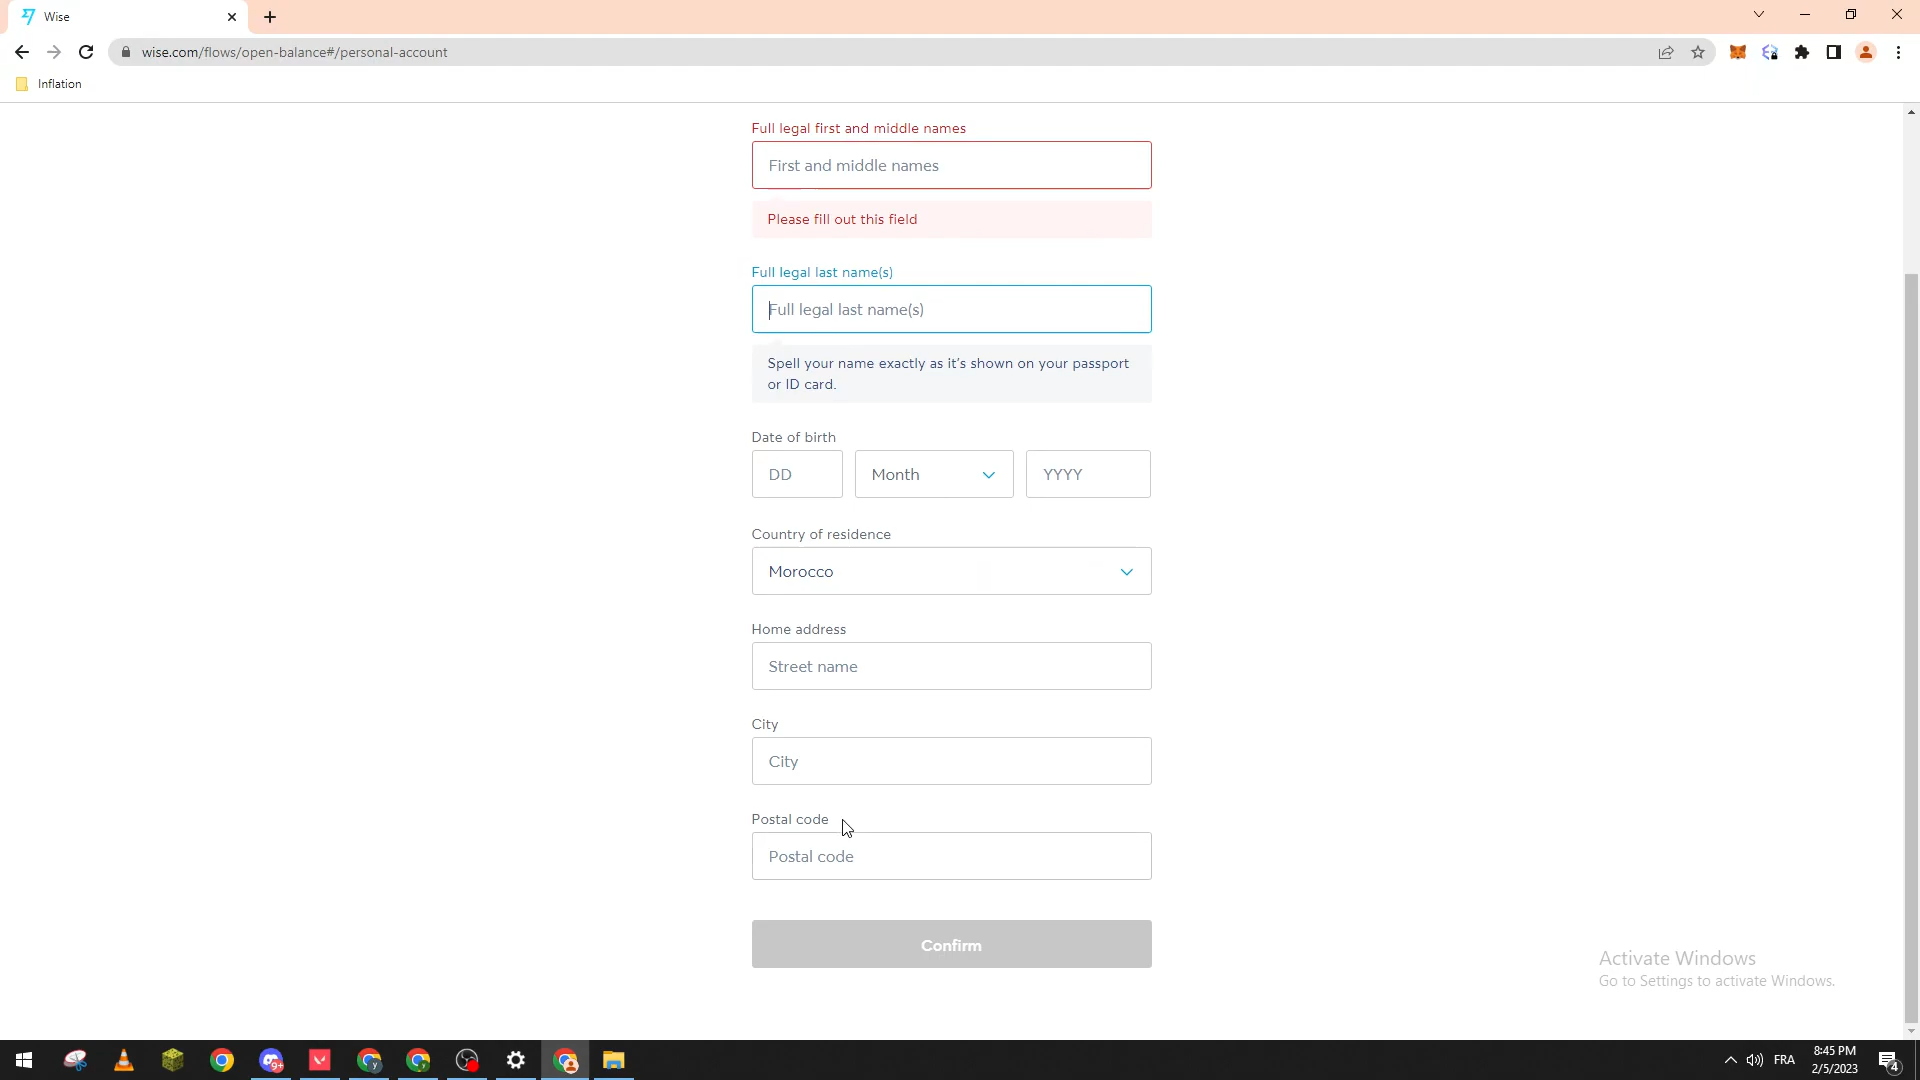 Wise
wise.com/flows/open-balance#/personal-account
Inflation
Full legal first and middle names
First and middle names
Please fill out this field
Full legal last name(s)
Full legal last name(s)
Spell your name exactly as it's shown on your passport
or ID card.
Date of birth
DD Month YYYY
Country of residence
Morocco
Home address
Street name
City
City
Postal code
Postal code
Confirm
Activate Windows
Go to Settings to activate Windows.
9+
FRA
8:45 PM
2/5/2023
4